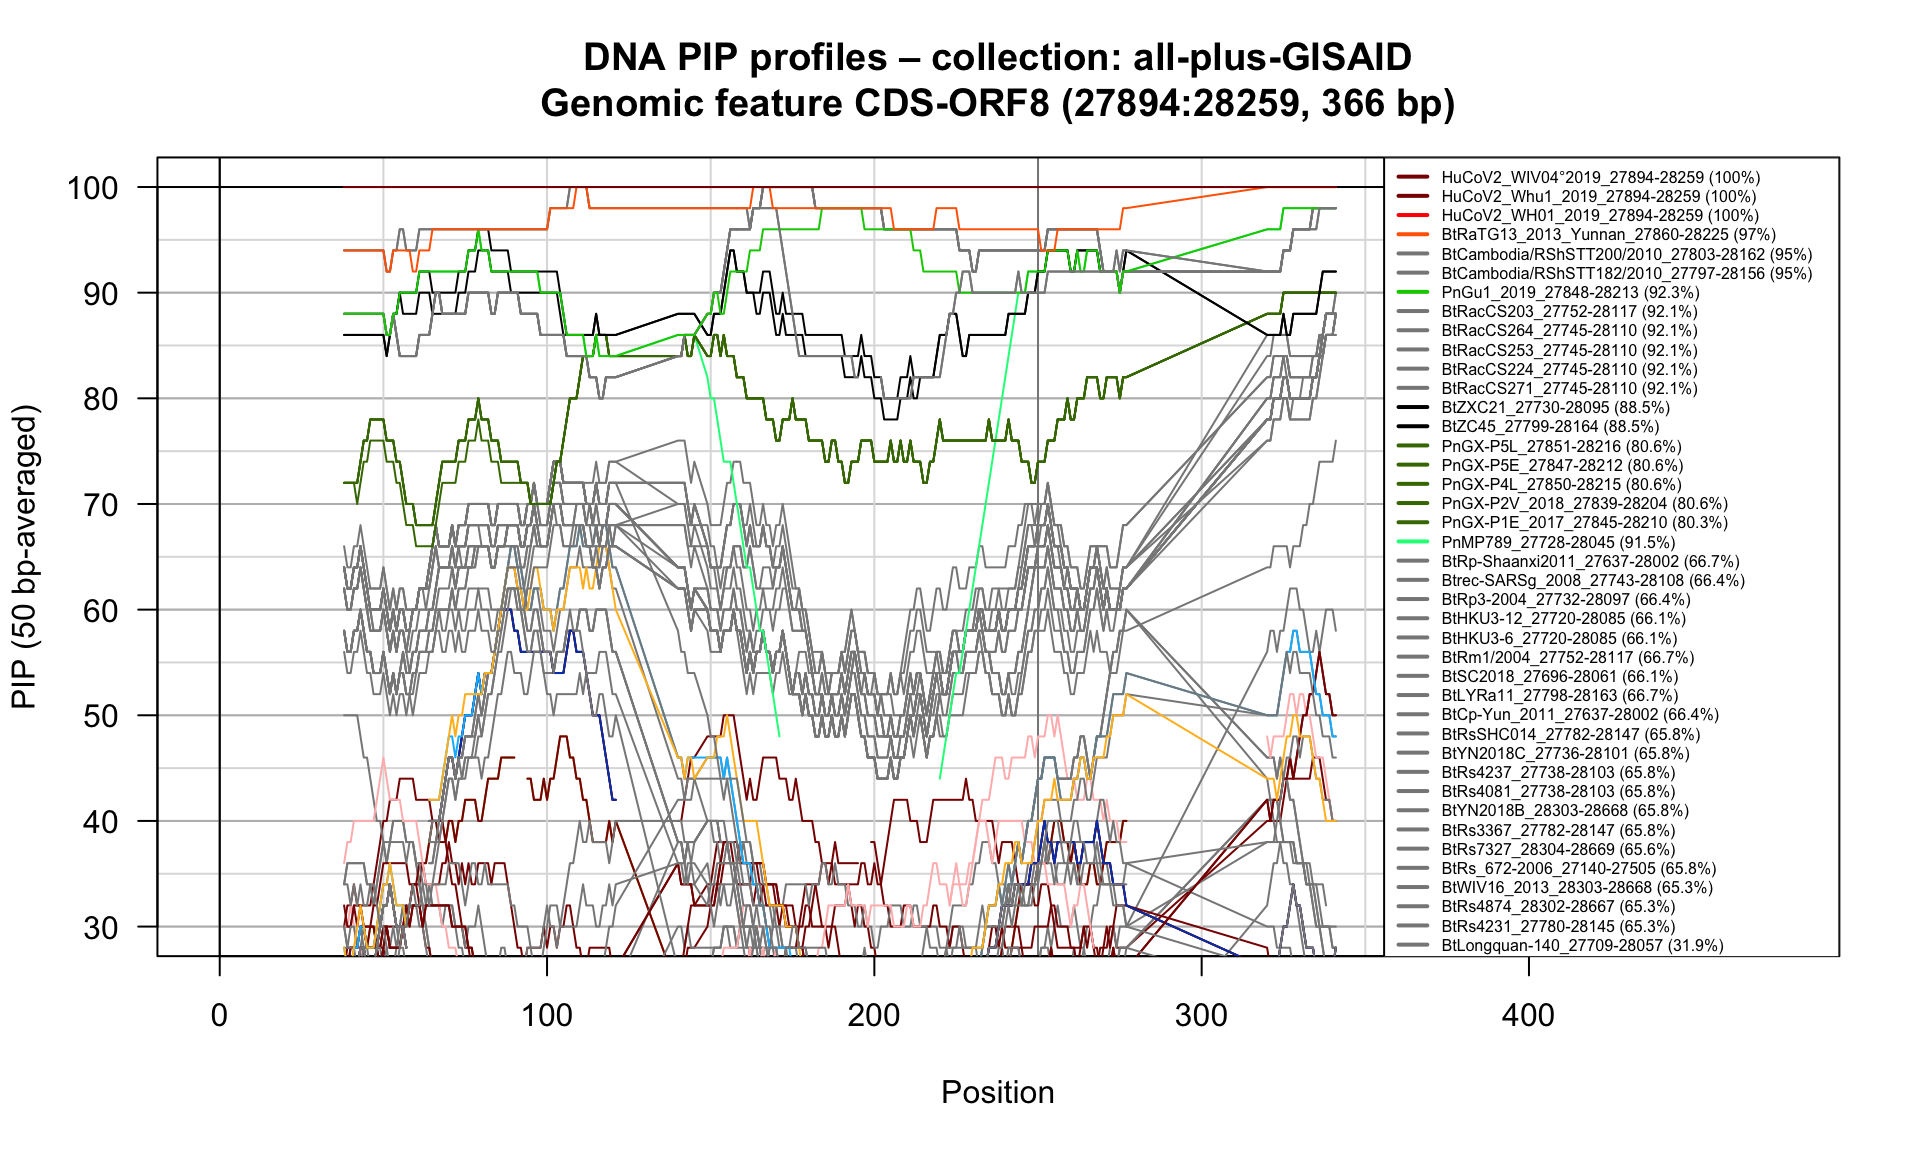 DNA PIP profiles – collection: all-plus-GISAID
Genomic feature CDS-ORF8 (27894:28259, 366 bp)
PIP (50 bp-averaged)
100
90
80
70
60
50
40
30
0
100
200
300
400
Position
HuCoV2_WIV04°2019_27894-28259 (100%)
HuCoV2_Whu1_2019_27894-28259 (100%)
HuCoV2_WH01_2019_27894-28259 (100%)
BtRaTG13_2013_Yunnan_27860-28225 (97%)
BtCambodia/RShSTT200/2010_27803-28162 (95%)
BtCambodia/RShSTT182/2010_27797-28156 (95%)
PnGu1_2019_27848-28213 (92.3%)
BtRacCS203_27752-28117 (92.1%)
BtRacCS264_27745-28110 (92.1%)
BtRacCS253_27745-28110 (92.1%)
BtRacCS224_27745-28110 (92.1%)
BtRacCS271_27745-28110 (92.1%)
BtZXC21_27730-28095 (88.5%)
BtZC45_27799-28164 (88.5%)
PnGX-P5L_27851-28216 (80.6%)
PnGX-P5E_27847-28212 (80.6%)
PnGX-P4L_27850-28215 (80.6%)
PnGX-P2V_2018_27839-28204 (80.6%)
PnGX-P1E_2017_27845-28210 (80.3%)
PnMP789_27728-28045 (91.5%)
BtRp-Shaanxi2011_27637-28002 (66.7%)
Btrec-SARSg_2008_27743-28108 (66.4%)
BtRp3-2004_27732-28097 (66.4%)
BtHKU3-12_27720-28085 (66.1%)
BtHKU3-6_27720-28085 (66.1%)
BtRm1/2004_27752-28117 (66.7%)
BtSC2018_27696-28061 (66.1%)
BtLYRa11_27798-28163 (66.7%)
BtCp-Yun_2011_27637-28002 (66.4%)
BtRsSHC014_27782-28147 (65.8%)
BtYN2018C_27736-28101 (65.8%)
BtRs4237_27738-28103 (65.8%)
BtRs4081_27738-28103 (65.8%)
BtYN2018B_28303-28668 (65.8%)
BtRs3367_27782-28147 (65.8%)
BtRs7327_28304-28669 (65.6%)
BtRs_672-2006_27140-27505 (65.8%)
BtWIV16_2013_28303-28668 (65.3%)
BtRs4874_28302-28667 (65.3%)
BtRs4231_27780-28145 (65.3%)
BtLongquan-140_27709-28057 (31.9%)